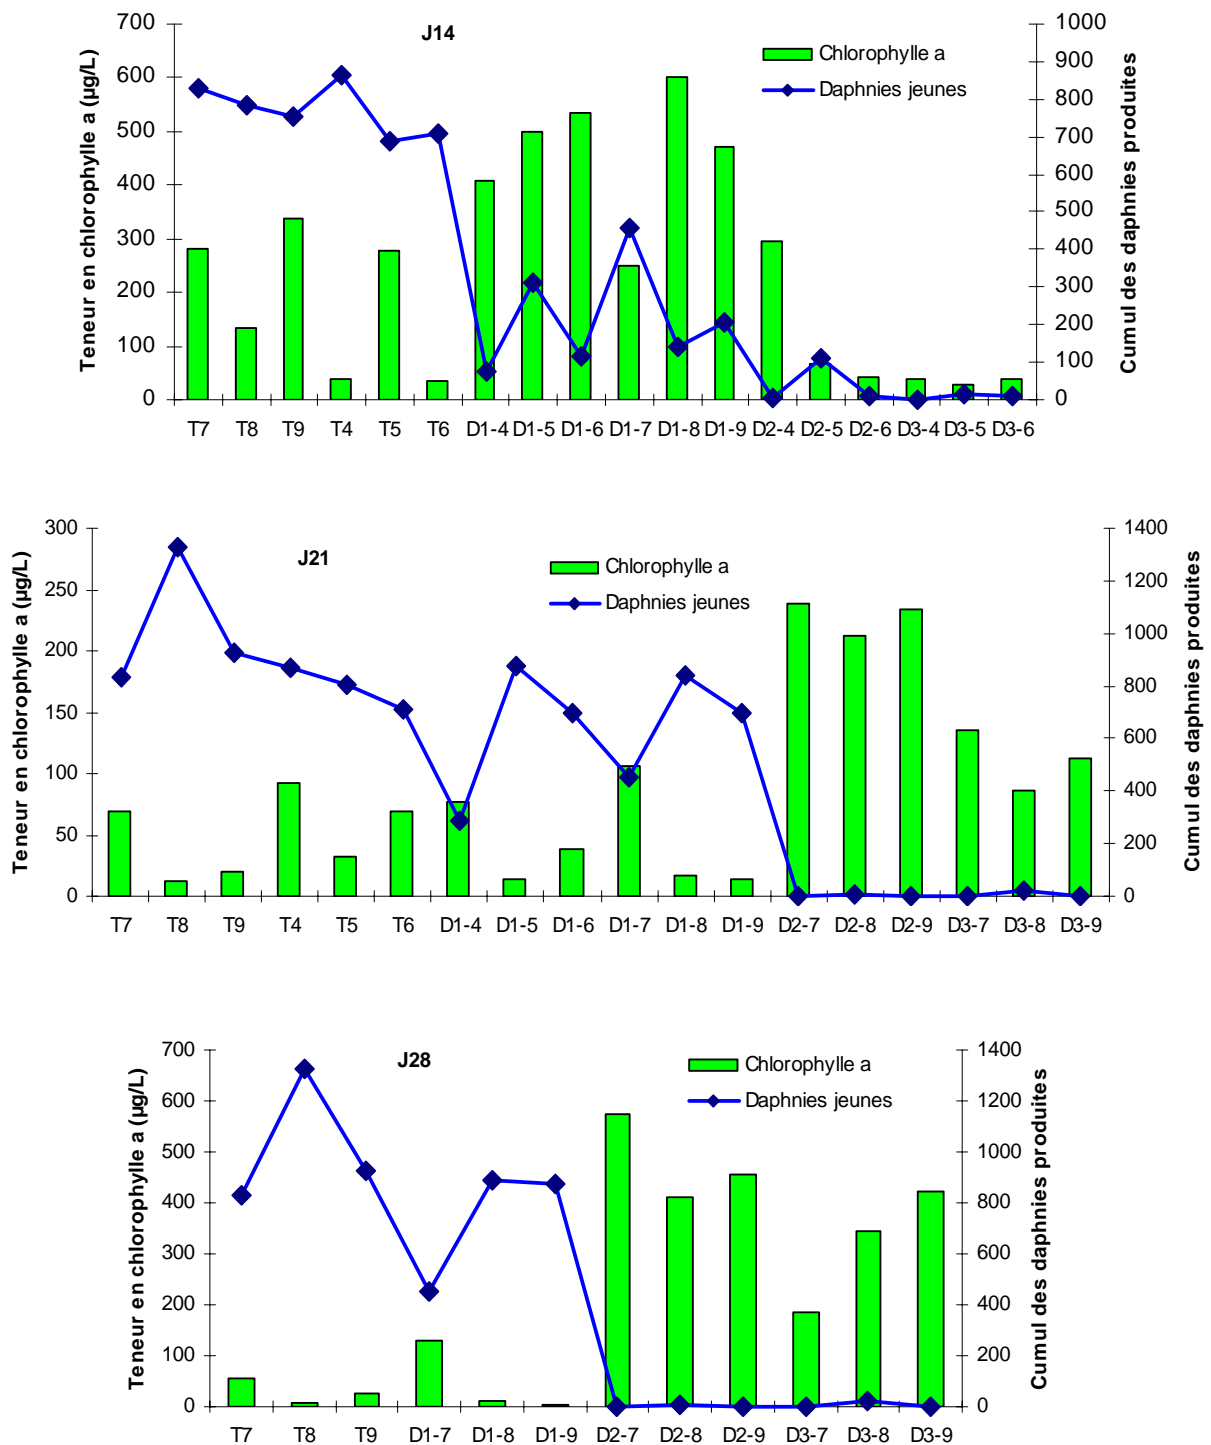 J14
Chlorophylle a
Daphnies jeunes
Teneur en chlorophylle a (µg/L)
700
600
500
400
300
200
100
0
Cumul des daphnies produites
1000
900
800
700
600
500
400
300
200
100
0
T7 T8 T9 T4 T5 T6 D1-4 D1-5 D1-6 D1-7 D1-8 D1-9 D2-4 D2-5 D2-6 D3-4 D3-5 D3-6
J21
Chlorophylle a
Daphnies jeunes
Teneur en chlorophylle a (µg/L)
300
250
200
150
100
50
0
Cumul des daphnies produites
1400
1200
1000
800
600
400
200
0
T7 T8 T9 T4 T5 T6 D1-4 D1-5 D1-6 D1-7 D1-8 D1-9 D2-7 D2-8 D2-9 D3-7 D3-8 D3-9
J28
Chlorophylle a
Daphnies jeunes
Teneur en chlorophylle a (µg/L)
700
600
500
400
300
200
100
0
Cumul des daphnies produites
1400
1200
1000
800
600
400
200
0
T7 T8 T9 D1-7 D1-8 D1-9 D2-7 D2-8 D2-9 D3-7 D3-8 D3-9